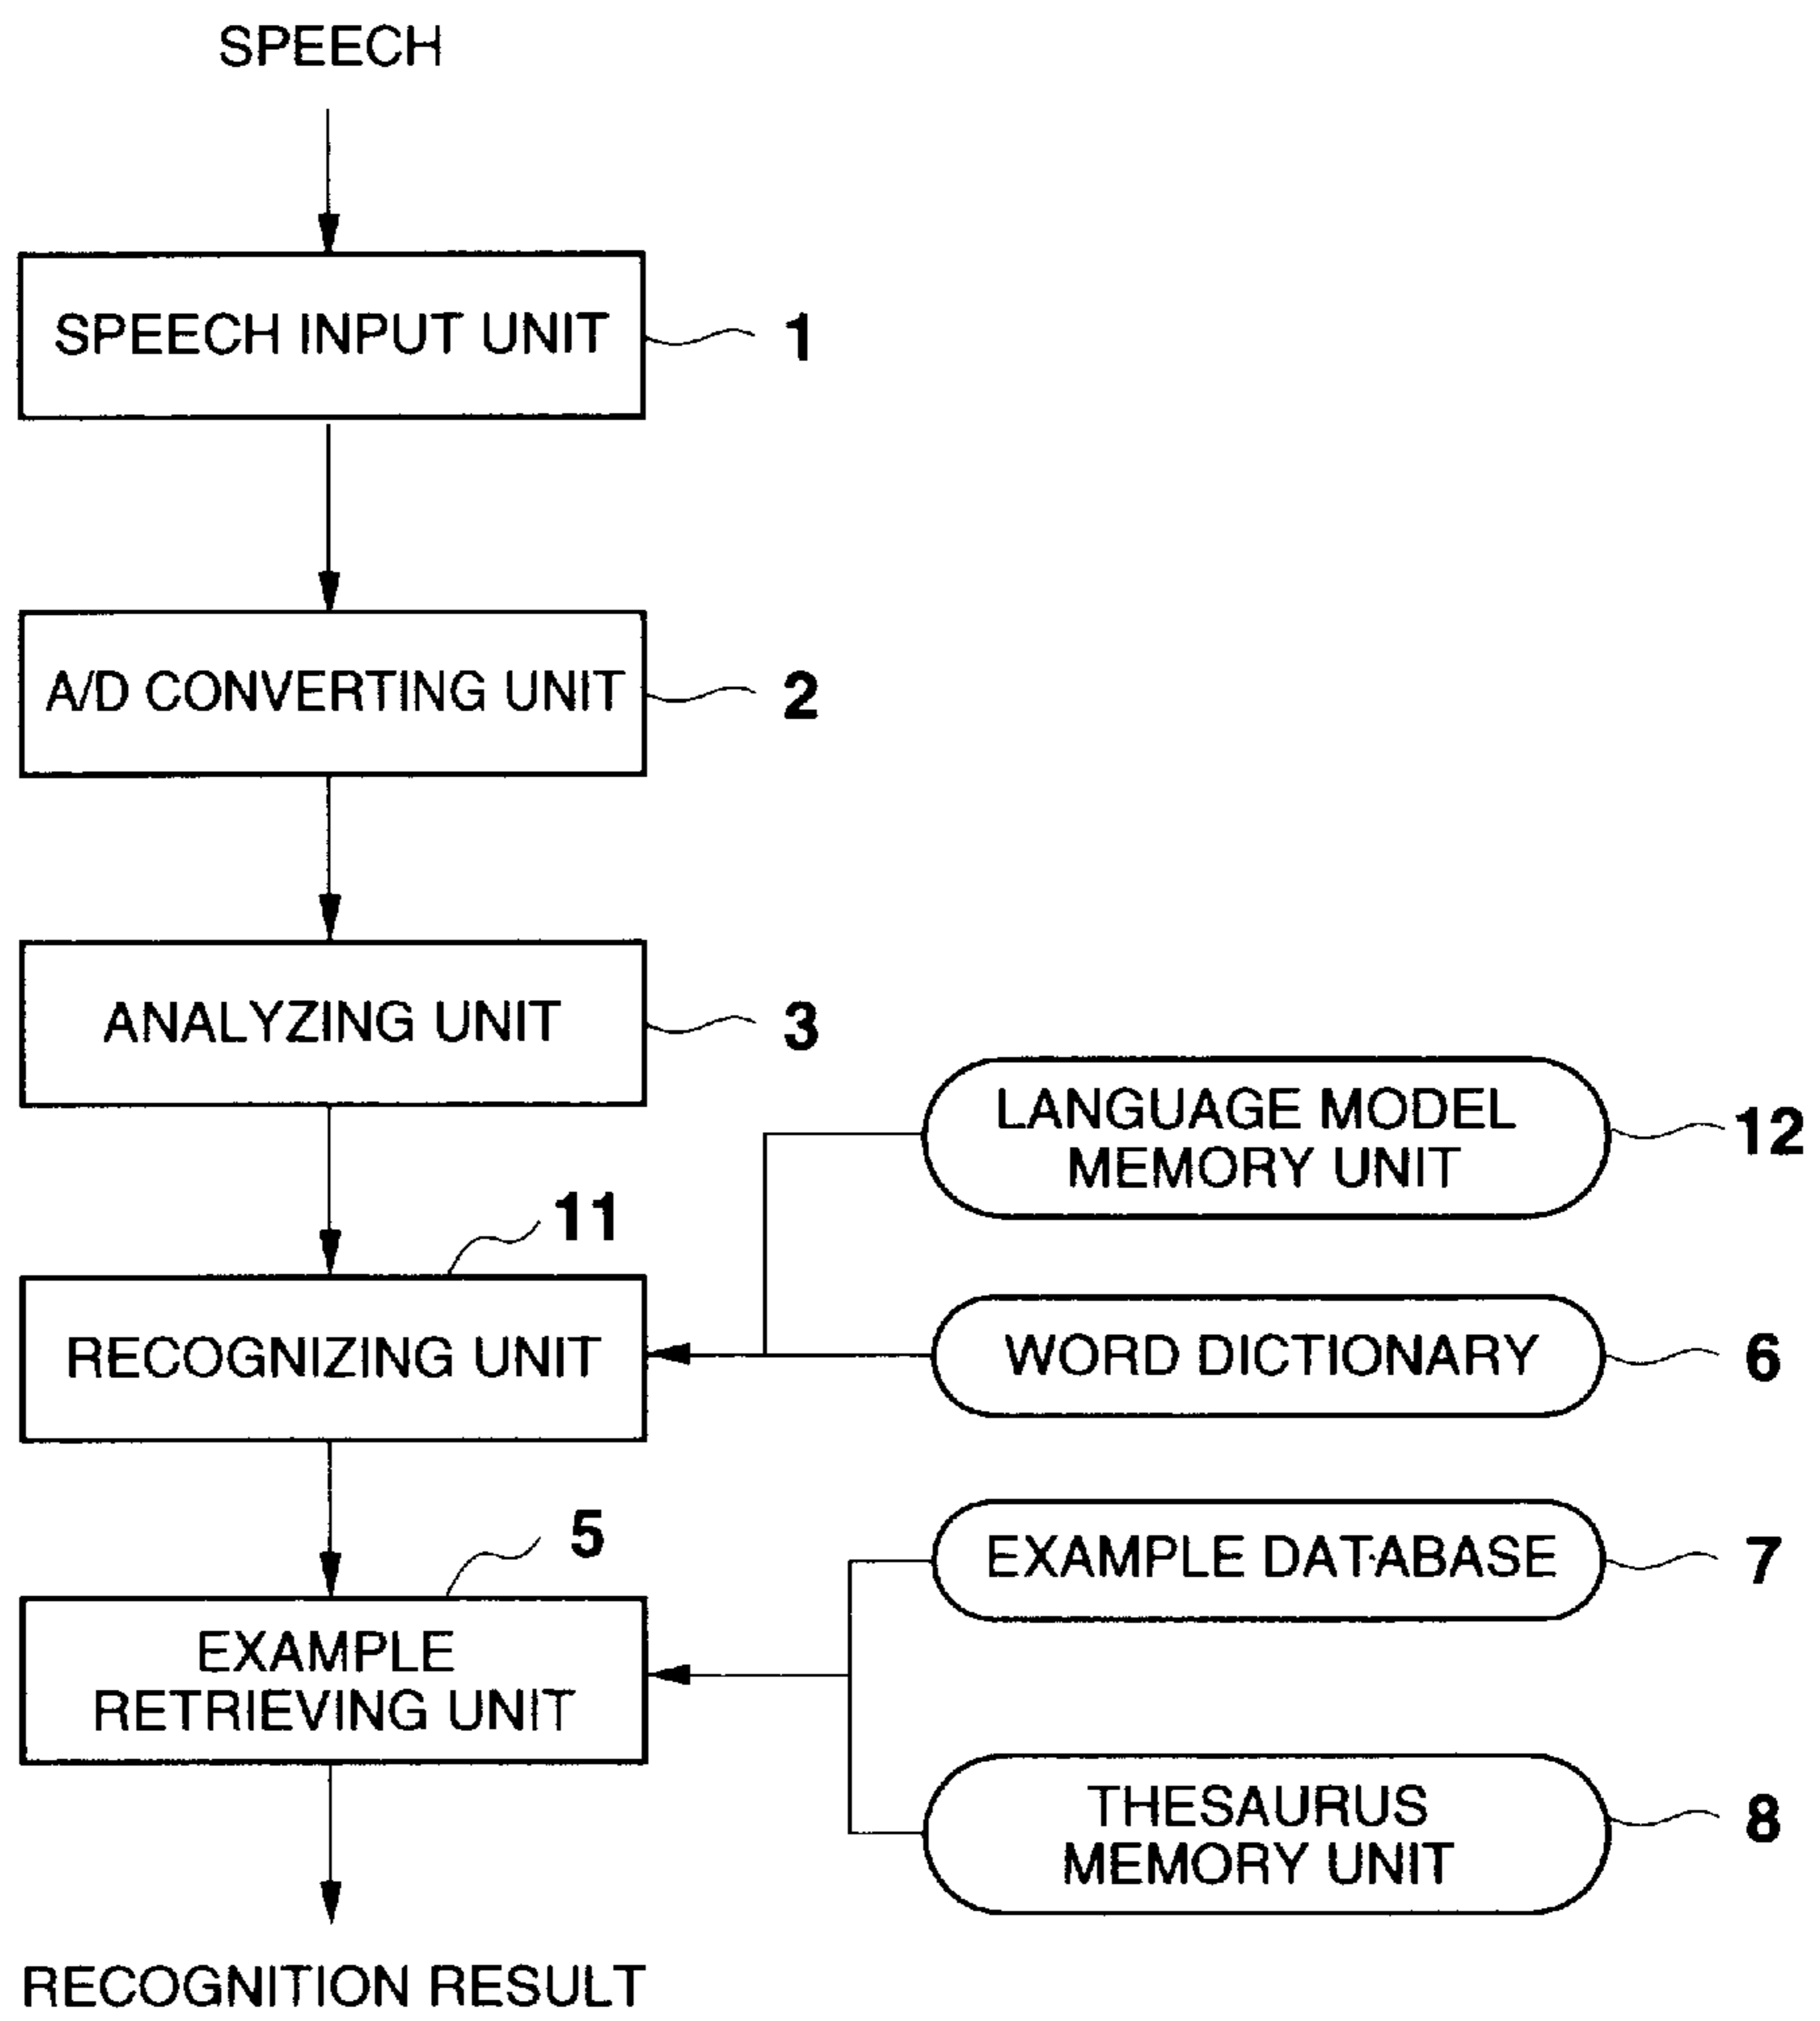 SPEECH
SPEECH INPUT UNIT
1
A/D CONVERTING UNIT
2
ANALYZING UNIT
3
LANGUAGE MODEL
MEMORY UNIT
12
11
RECOGNIZING UNIT
WORD DICTIONARY
6
5
EXAMPLE DATABASE
7
EXAMPLE
RETRIEVING UNIT
THESAURUS
MEMORY UNIT
8
RECOGNITION RESULT